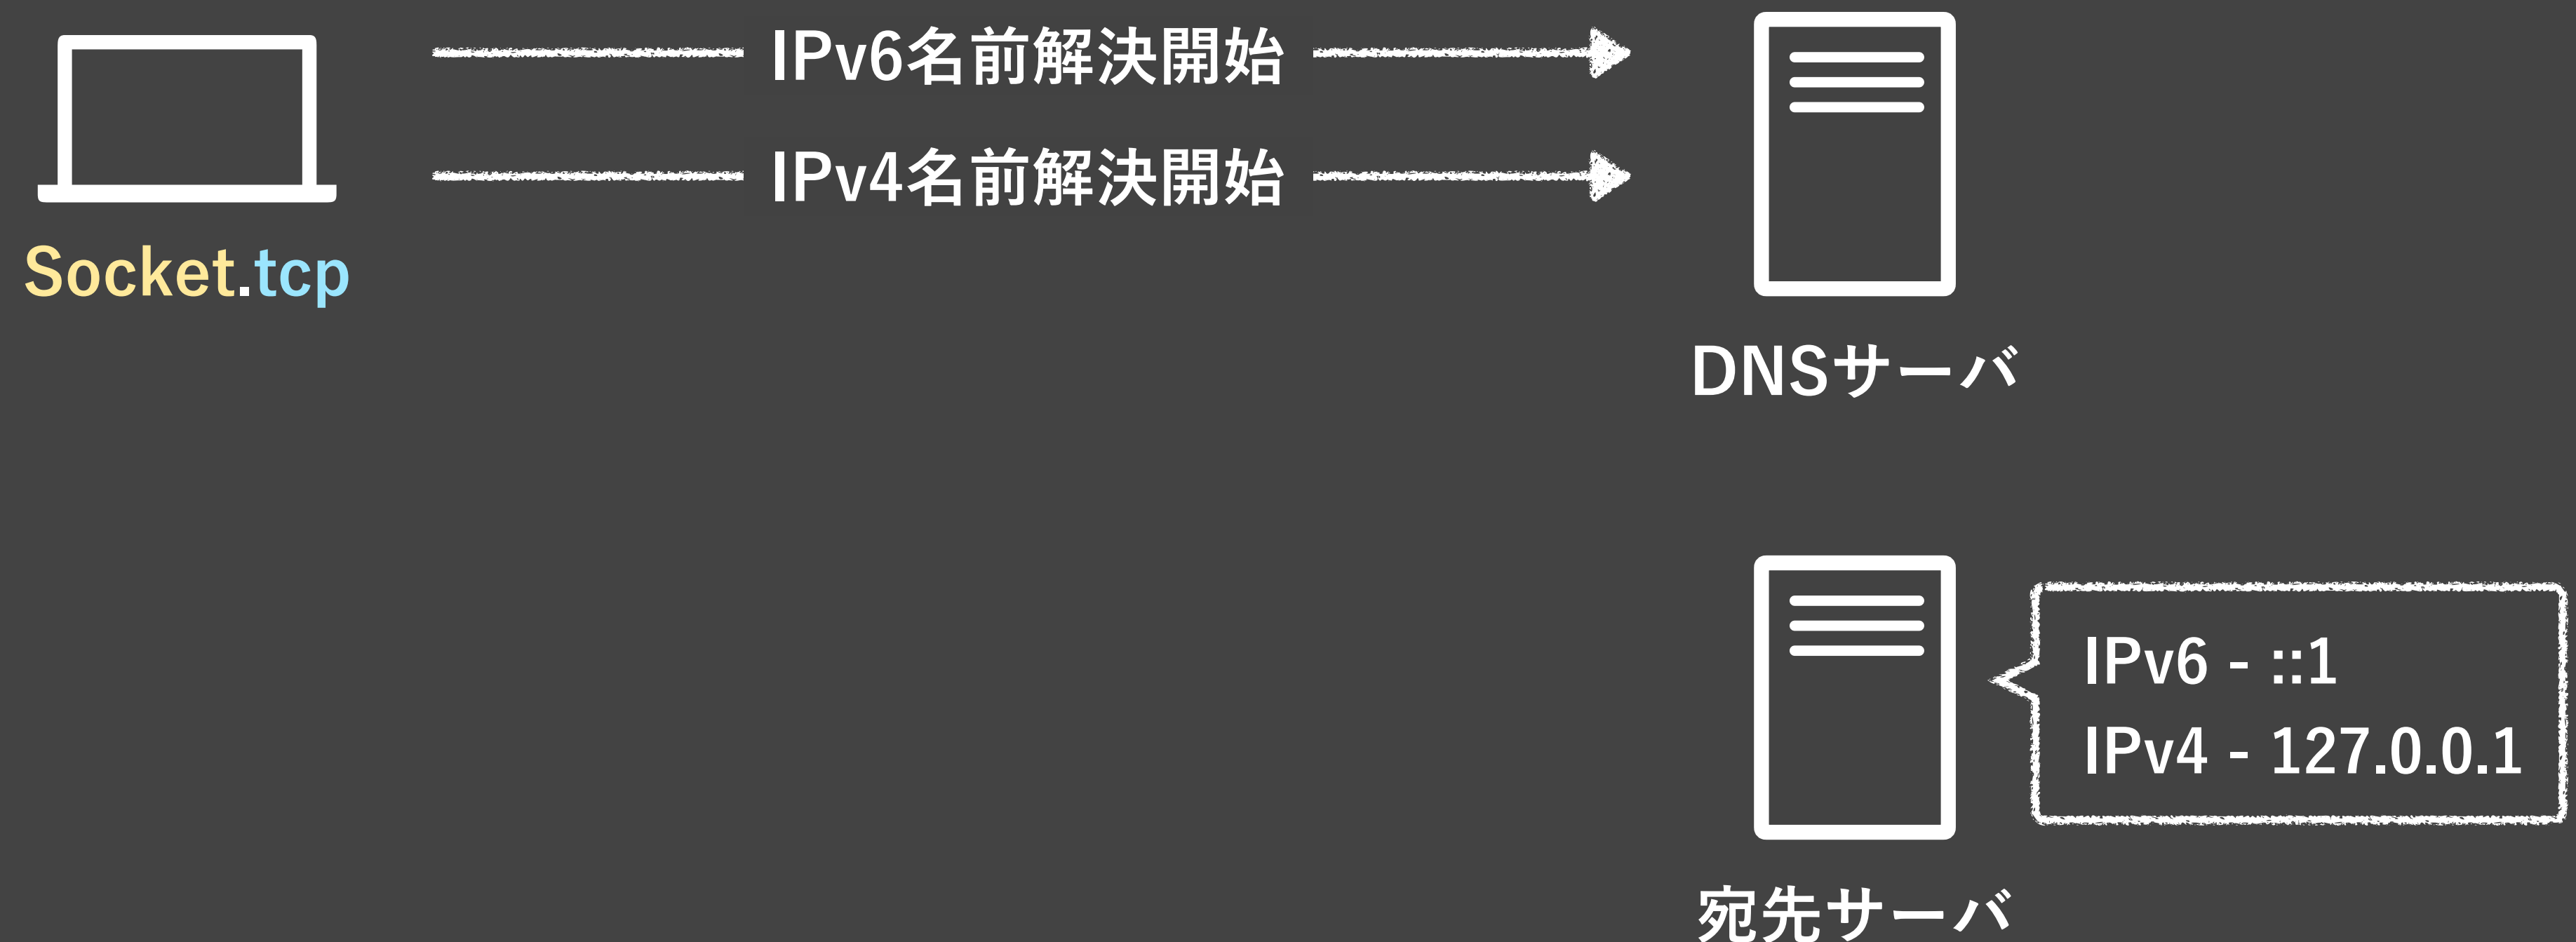 IPv6名前解決開始
IPv4名前解決開始
Socket.tcp
DNSサーバ
IPv6 - ::1
IPv4 - 127.0.0.1
宛先サーバ